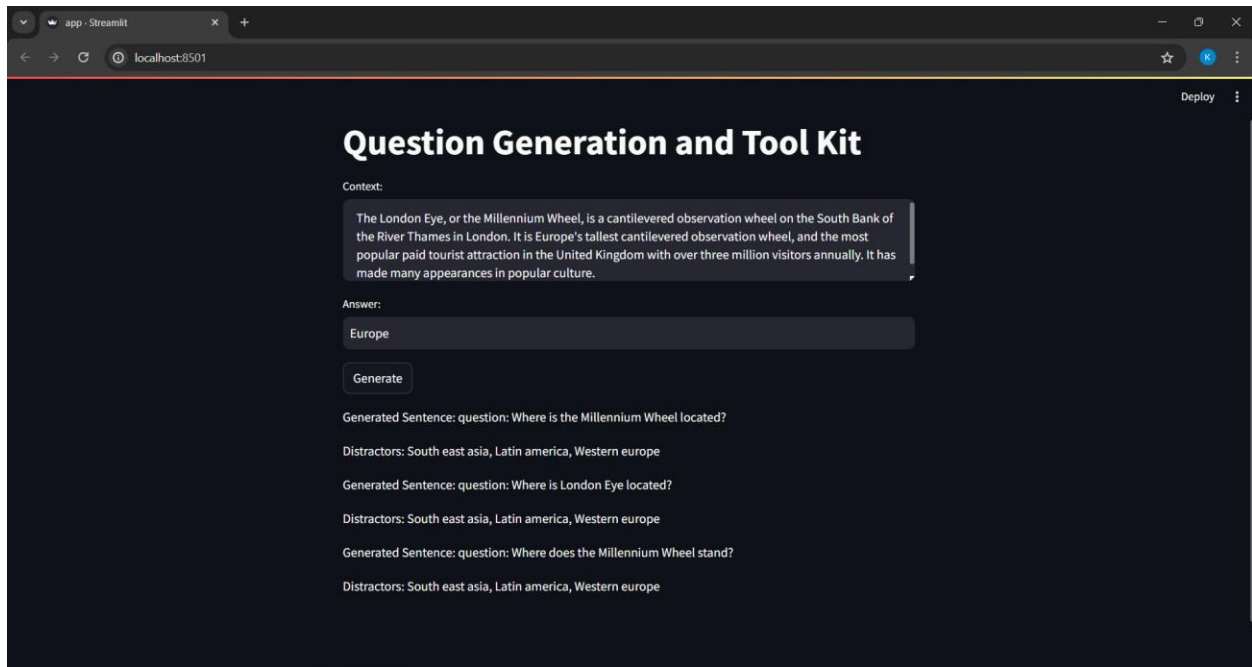 app · Streamlit
localhost:8501
K
Deploy
Question Generation and Tool Kit
Context:
The London Eye, or the Millennium Wheel, is a cantilevered observation wheel on the South Bank of
the River Thames in London. It is Europe's tallest cantilevered observation wheel, and the most
popular paid tourist attraction in the United Kingdom with over three million visitors annually. It has
made many appearances in popular culture.
Answer:
Europe
Generate
Generated Sentence: question: Where is the Millennium Wheel located?
Distractors: South east asia, Latin america, Western europe
Generated Sentence: question: Where is London Eye located?
Distractors: South east asia, Latin america, Western europe
Generated Sentence: question: Where does the Millennium Wheel stand?
Distractors: South east asia, Latin america, Western europe